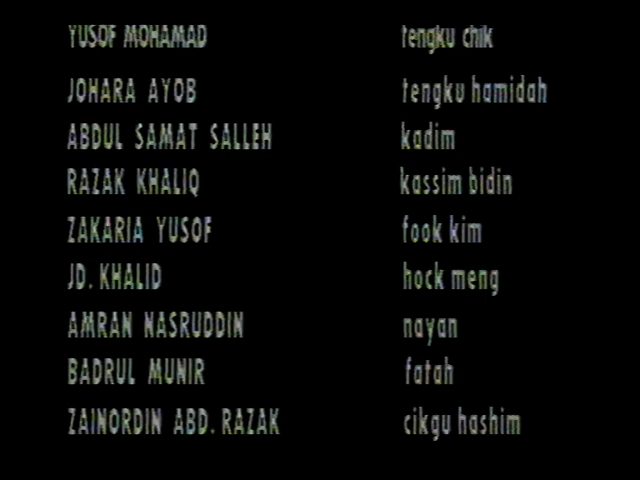 YUSOF MOHAMAD tengku chik
JOHARA AYOB tengku hamidah
ABDUL SAMAT SALLEH kadim
RAZAK KHALIQ kassim bidin
ZAKARIA YUSOF fook kim
JD. KHALID hock meng
AMRAN NASRUDDIN nayan
BADRUL MUNIR fatah
ZAINORDIN ABD. RAZAK cikgu hashim